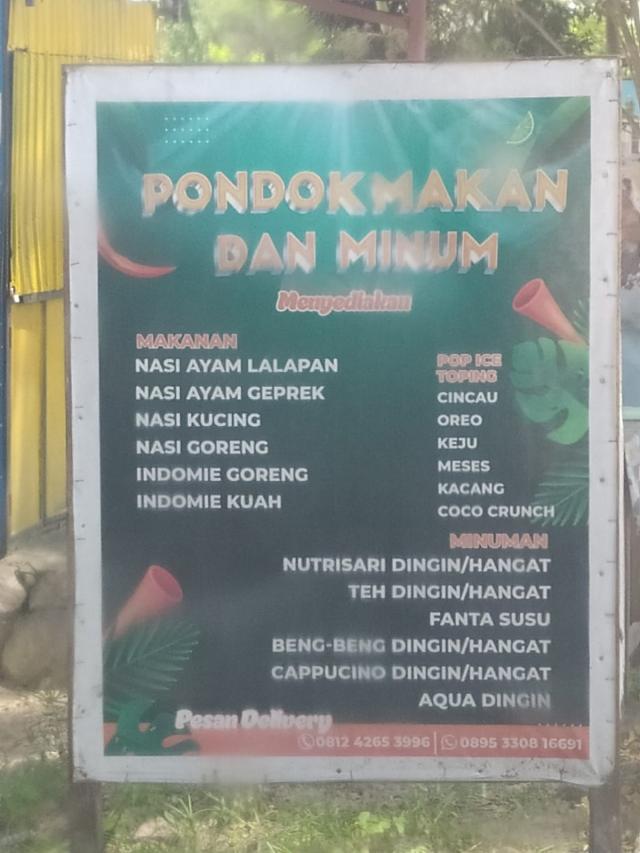 PONDOK MAKAN
DAN MINUM
Menyediakan
MAKANAN
NASI AYAM LALAPAN
NASI AYAM GEPREK
NASI KUCING
NASI GORENG
INDOMIE GORENG
INDOMIE KUAH
POP ICE
TOPING
CINCAU
OREO
KEJU
MESES
KACANG
COCO CRUNCH
MINUMAN
NUTRISARI DINGIN/HANGAT
TEH DINGIN/HANGAT
FANTA SUSU
BENG-BENG DINGIN/HANGAT
CAPPUCINO DINGIN/HANGAT
AQUA DINGIN
Pesan Delivery
0812 4265 3996 | 0895 3308 16691